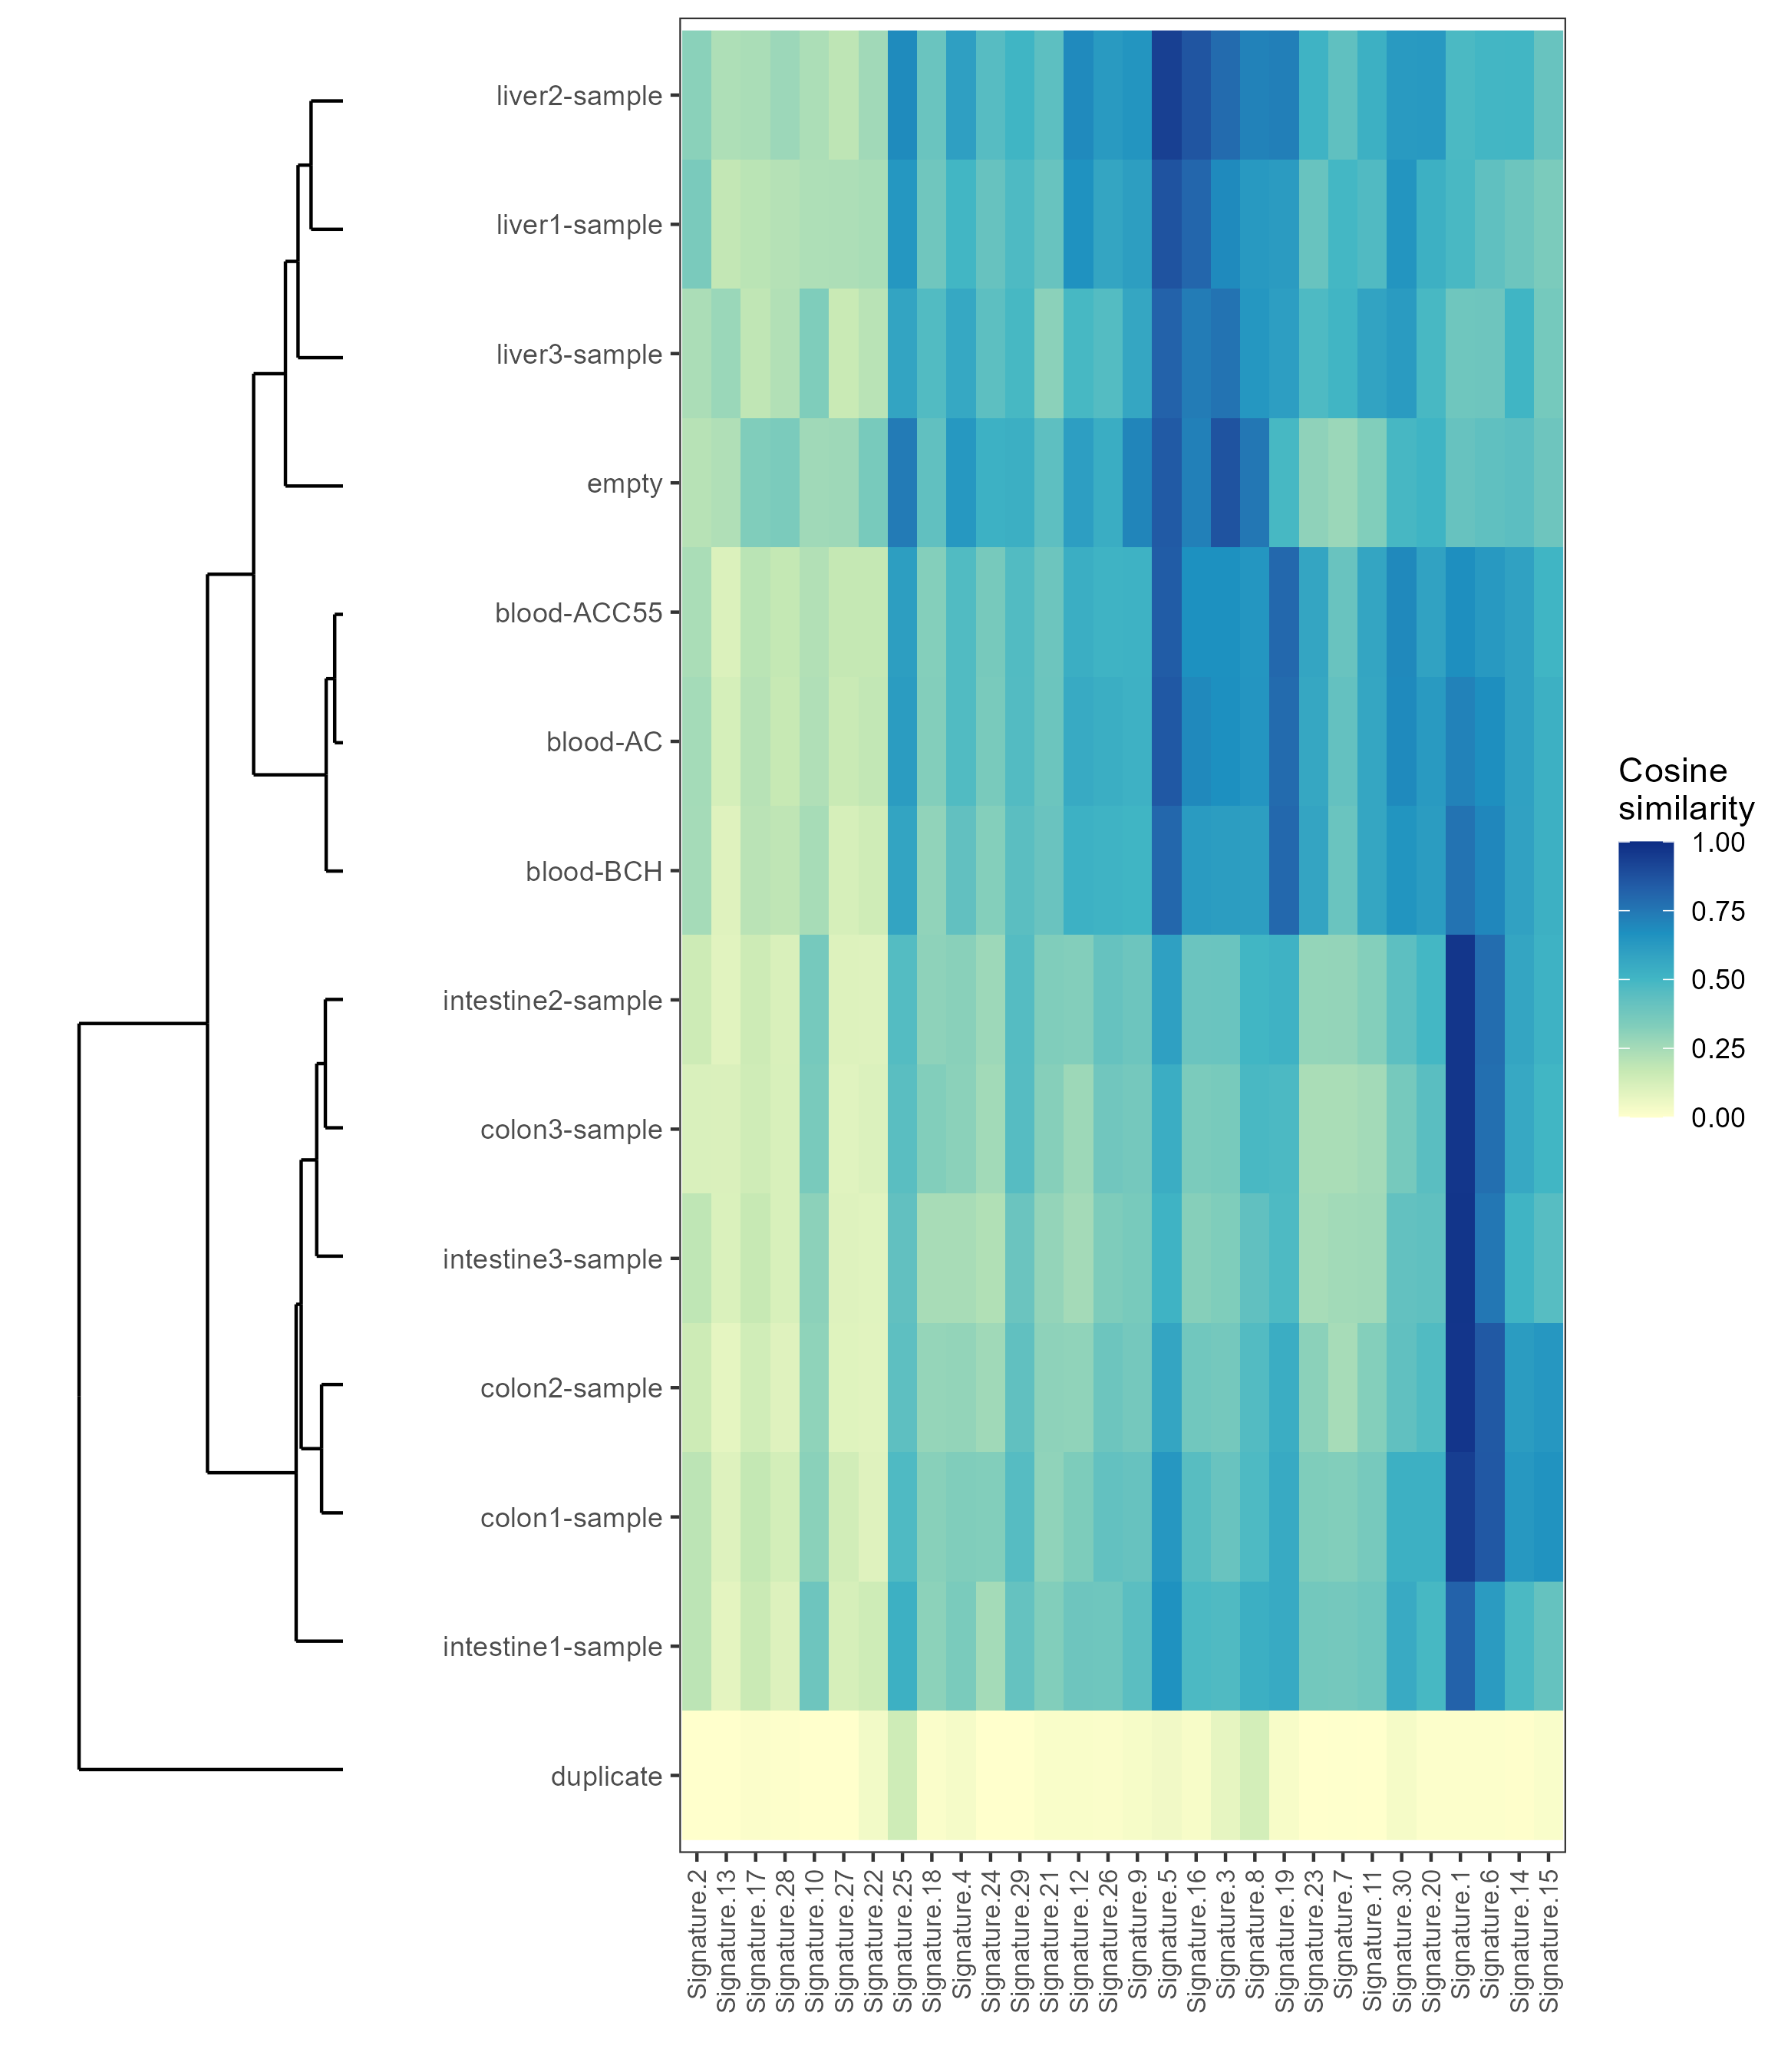 liver2-sample
liver1-sample
liver3-sample
empty
blood-ACC55
blood-AC
blood-BCH
intestine2-sample
colon3-sample
intestine3-sample
colon2-sample
colon1-sample
intestine1-sample
duplicate
Signature.2
Signature.13
Signature.17
Signature.28
Signature.10
Signature.27
Signature.22
Signature.25
Signature.18
Signature.4
Signature.24
Signature.29
Signature.21
Signature.12
Signature.26
Signature.9
Signature.5
Signature.16
Signature.3
Signature.8
Signature.19
Signature.23
Signature.7
Signature.11
Signature.30
Signature.20
Signature.1
Signature.6
Signature.14
Signature.15
Cosine
similarity
1.00
0.75
0.50
0.25
0.00